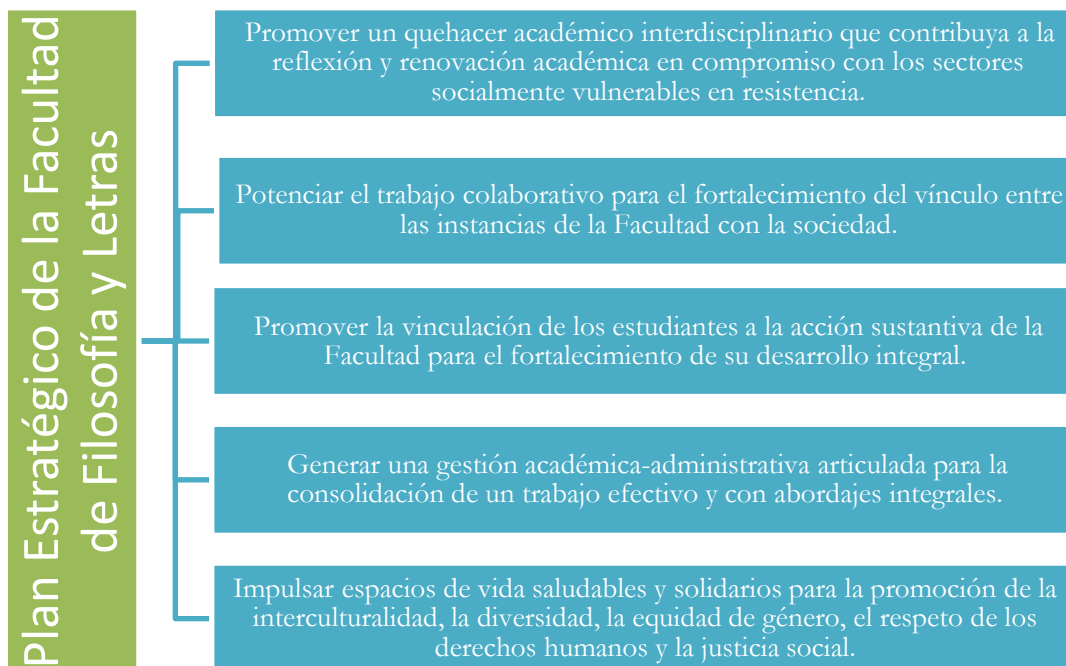 Plan Estratégico de la Facultad
de Filosofía y Letras
Promover un quehacer académico interdisciplinario que contribuya a la
reflexión y renovación académica en compromiso con los sectores
socialmente vulnerables en resistencia.
Potenciar el trabajo colaborativo para el fortalecimiento del vínculo entre
las instancias de la Facultad con la sociedad.
Promover la vinculación de los estudiantes a la acción sustantiva de la
Facultad para el fortalecimiento de su desarrollo integral.
Generar una gestión académica-administrativa articulada para la
consolidación de un trabajo efectivo y con abordajes integrales.
Impulsar espacios de vida saludables y solidarios para la promoción de la
interculturalidad, la diversidad, la equidad de género, el respeto de los
derechos humanos y la justicia social.